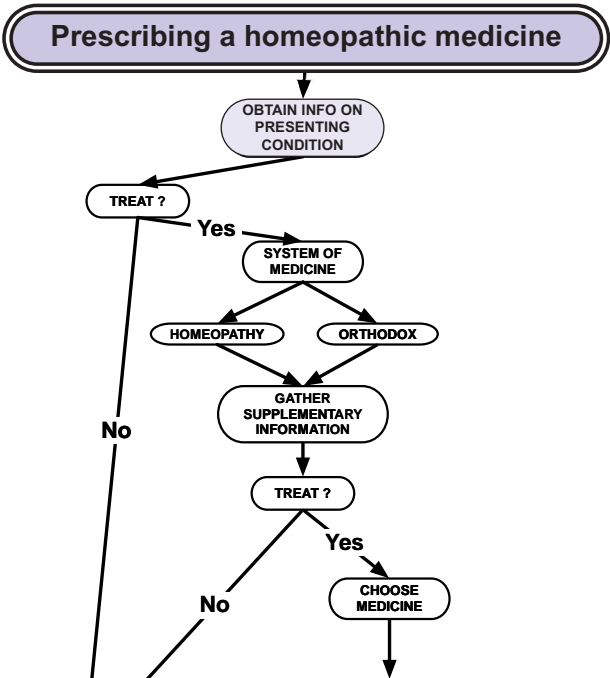 Prescribing a homeopathic medicine
OBTAIN INFO ON
PRESENTING
CONDITION
TREAT ?
Yes
SYSTEM OF
MEDICINE
HOMEOPATHY
ORTHODOX
GATHER
SUPPLEMENTARY
INFORMATION
No
TREAT ?
Yes
CHOOSE
MEDICINE
No